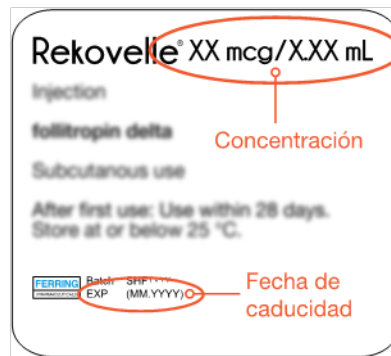 Rekovelle® XX mcg/X.XX mL
Injection
Concentración
follitropin delta
Subcutanous use
After first use: Use within 28 days.
Store at or below 25 °C.
FERRING Batch
EXP (MM.YYYY)
Fecha de
caducidad